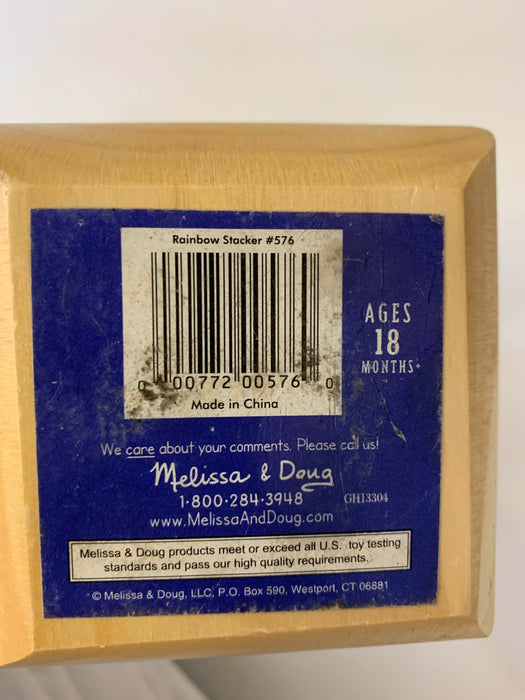 Rainbow Stacker #576
0 00772 00576 0
Made in China
AGES
18
MONTHS+
We care about your comments. Please call us!
Melissa & Doug
1-800-284-3948 GH13304
www.MelissaAndDoug.com
Melissa & Doug products meet or exceed all U.S. toy testing
standards and pass our high quality requirements.
© Melissa & Doug, LLC, P.O. Box 590, Westport, CT 06881